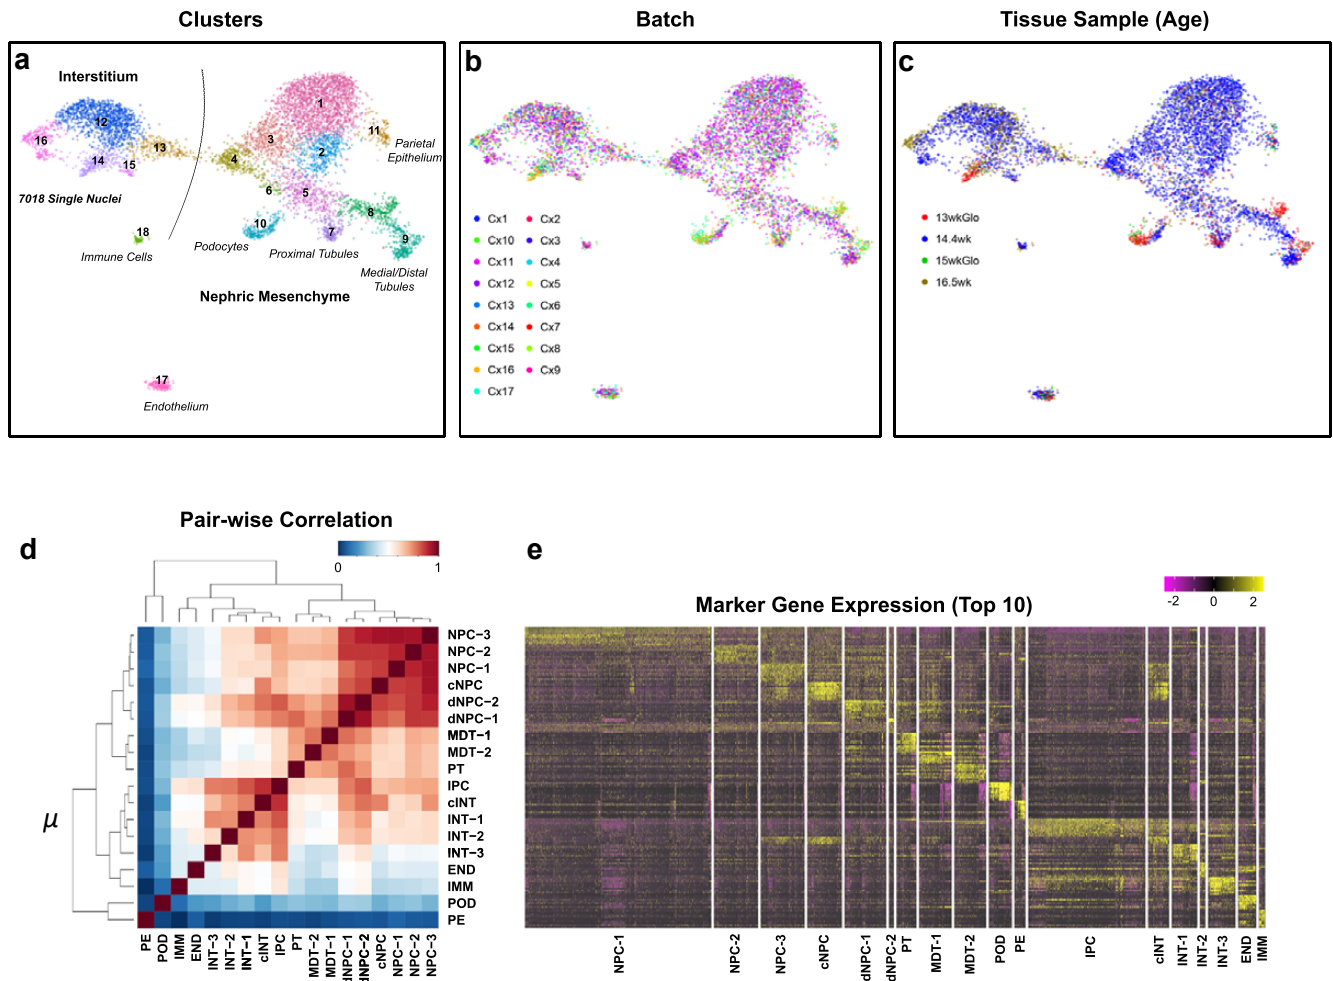 Clusters
Batch
Tissue Sample (Age)
a
Interstitium
1
12
16
13
14
15
3
11
2
4
Parietal
Epithelium
6
5
7018 Single Nuclei
8
10
7
18
9
Podocytes
Proximal Tubules
Immune Cells
Medial/Distal
Tubules
Nephric Mesenchyme
17
Endothelium
b
Cx1
Cx10
Cx11
Cx12
Cx13
Cx14
Cx15
Cx16
Cx17
Cx2
Cx3
Cx4
Cx5
Cx6
Cx7
Cx8
Cx9
c
13wkGlo
14.4wk
15wkGlo
16.5wk
Pair-wise Correlation
d
0 1
NPC-3
NPC-2
NPC-1
cNPC
dNPC-2
dNPC-1
MDT-1
MDT-2
PT
IPC
cINT
INT-1
INT-2
INT-3
END
IMM
POD
PE
μ
PE POD IMM END INT-3 INT-2 INT-1 cINT IPC PT MDT-2 MDT-1 dNPC-1 dNPC-2 cNPC NPC-1 NPC-2 NPC-3
e
Marker Gene Expression (Top 10)
-2 0 2
NPC-1 NPC-2 NPC-3 cNPC dNPC-1 dNPC-2 PT MDT-1 MDT-2 POD PE IPC cINT INT-1 INT-2 INT-3 END IMM